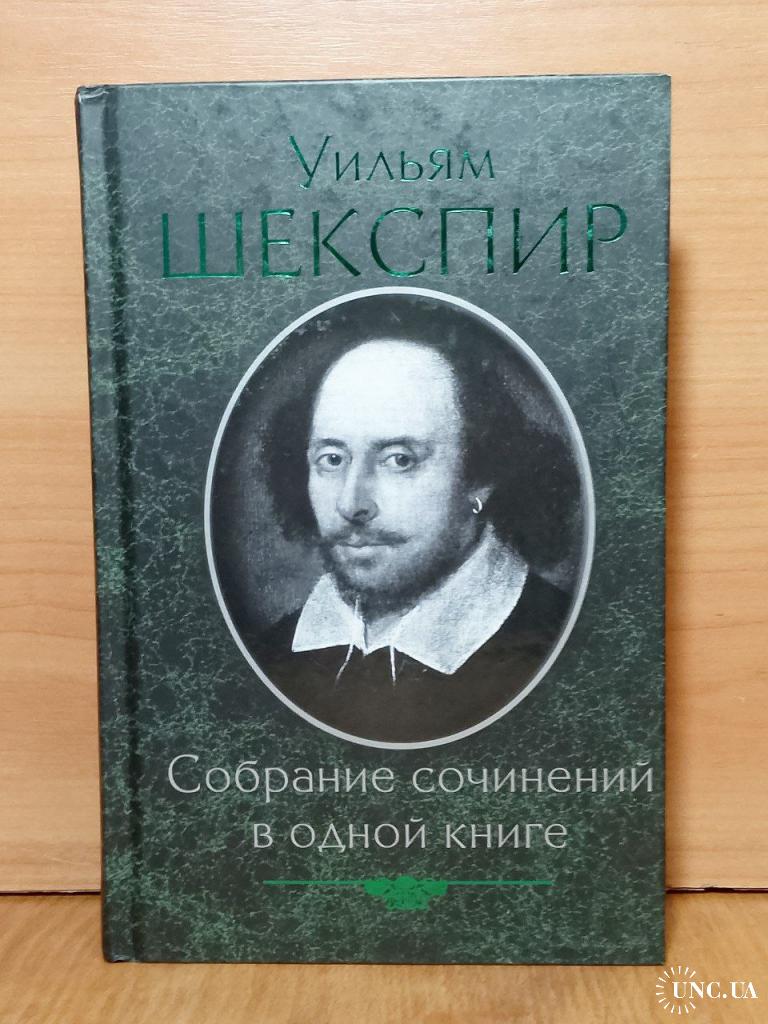 Уильям
ШЕКСПИР
Собрание сочинений
в одной книге
UNC.UA